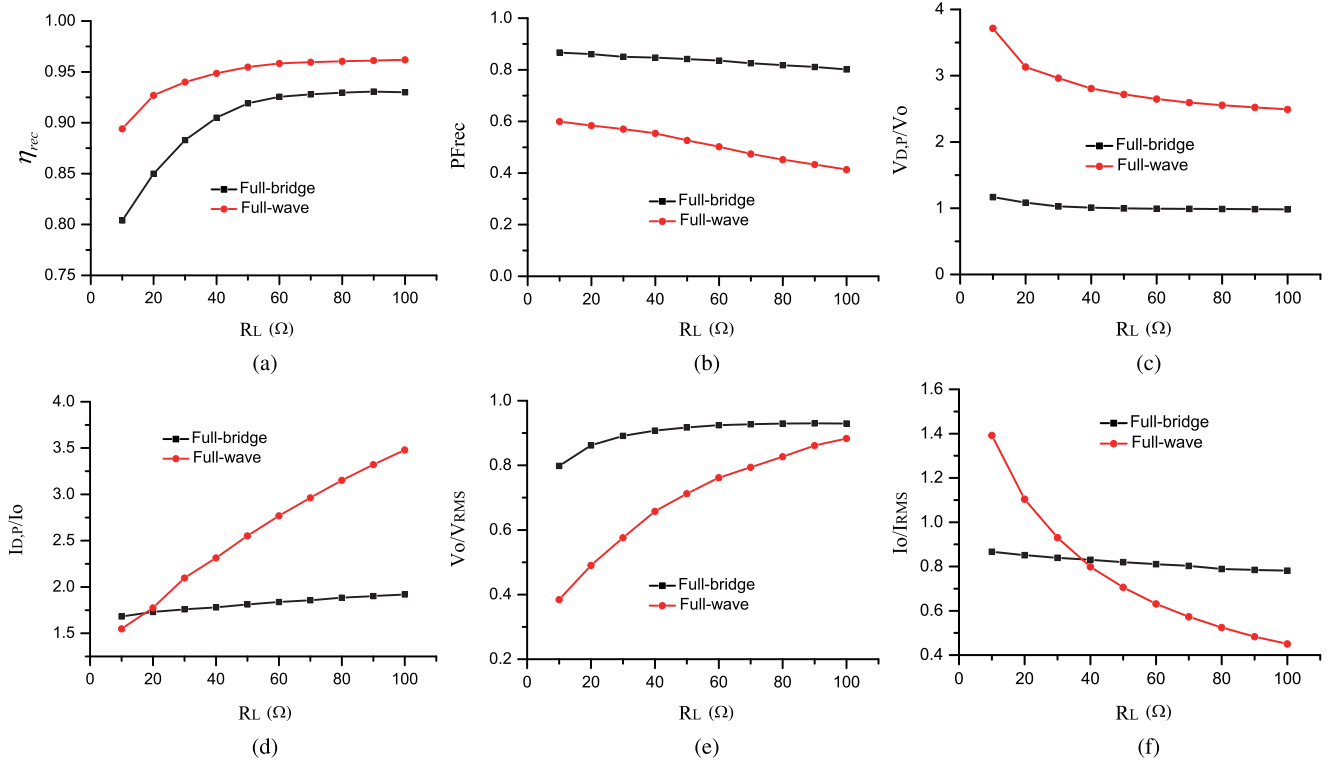 1.00
0.95
0.90
0.85
0.80
0.75
ηrec
Full-bridge
Full-wave
0 20 40 60 80 100
RL (Ω)
(a)
1.0
0.8
0.6
0.4
0.2
0.0
PFrec
Full-bridge
Full-wave
0 20 40 60 80 100
RL (Ω)
(b)
4
3
2
1
0
VD,P/Vo
Full-bridge
Full-wave
0 20 40 60 80 100
RL (Ω)
(c)
4.0
3.5
3.0
2.5
2.0
1.5
ID,P/Io
Full-bridge
Full-wave
0 20 40 60 80 100
RL (Ω)
(d)
1.0
0.8
0.6
0.4
0.2
Vo/VRMS
Full-bridge
Full-wave
0 20 40 60 80 100
RL (Ω)
(e)
1.6
1.4
1.2
1.0
0.8
0.6
0.4
Io/IRMS
Full-bridge
Full-wave
0 20 40 60 80 100
RL (Ω)
(f)